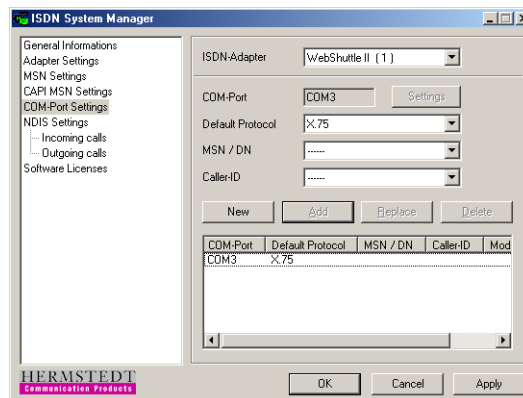 ISDN System Manager
General Informations
Adapter Settings
MSN Settings
CAPI MSN Settings
COM-Port Settings
NDIS Settings
Incoming calls
Outgoing calls
Software Licenses
ISDN-Adapter WebShuttle II ( 1 )
COM-Port COM3 Settings
Default Protocol X.75
MSN / DN ------
Caller-ID ------
New Add Replace Delete
COM-Port Default Protocol MSN / DN Caller-ID Mod
COM3 X.75
HERMSTEDT
Communication Products
OK Cancel Apply